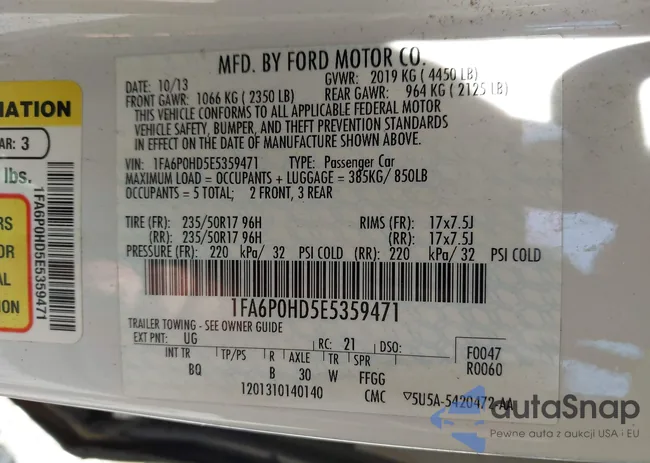 MFD. BY FORD MOTOR CO.
DATE: 10/13
GVWR: 2019 KG ( 4450 LB)
FRONT GAWR: 1066 KG ( 2350 LB)
REAR GAWR: 964 KG ( 2125 LB)
THIS VEHICLE CONFORMS TO ALL APPLICABLE FEDERAL MOTOR
VEHICLE SAFETY, BUMPER, AND THEFT PREVENTION STANDARDS
IN EFFECT ON THE DATE OF MANUFACTURE SHOWN ABOVE.
VIN: 1FA6P0HD5E5359471 TYPE: Passenger Car
MAXIMUM LOAD = OCCUPANTS + LUGGAGE = 385KG/ 850LB
OCCUPANTS = 5 TOTAL; 2 FRONT, 3 REAR
TIRE (FR): 235/50R17 96H RIMS (FR): 17x7.5J
(RR): 235/50R17 96H (RR): 17x7.5J
PRESSURE (FR): 220 kPa/ 32 PSI COLD (RR): 220 kPa/ 32 PSI COLD
1FA6P0HD5E5359471
TRAILER TOWING - SEE OWNER GUIDE
EXT PNT: UG RC: 21 DSO:
F0047
R0060
INT TR TP/PS R AXLE TR SPR
BQ B 30 W FFGG
1201310140140 CMC ▽5U5A-5420472-AA
MATION
AR: 3
lbs.
RS
OR
AL
TION
1FA6P0HD5E5359471
autoSnap
Pewne auta z aukcji USA i EU